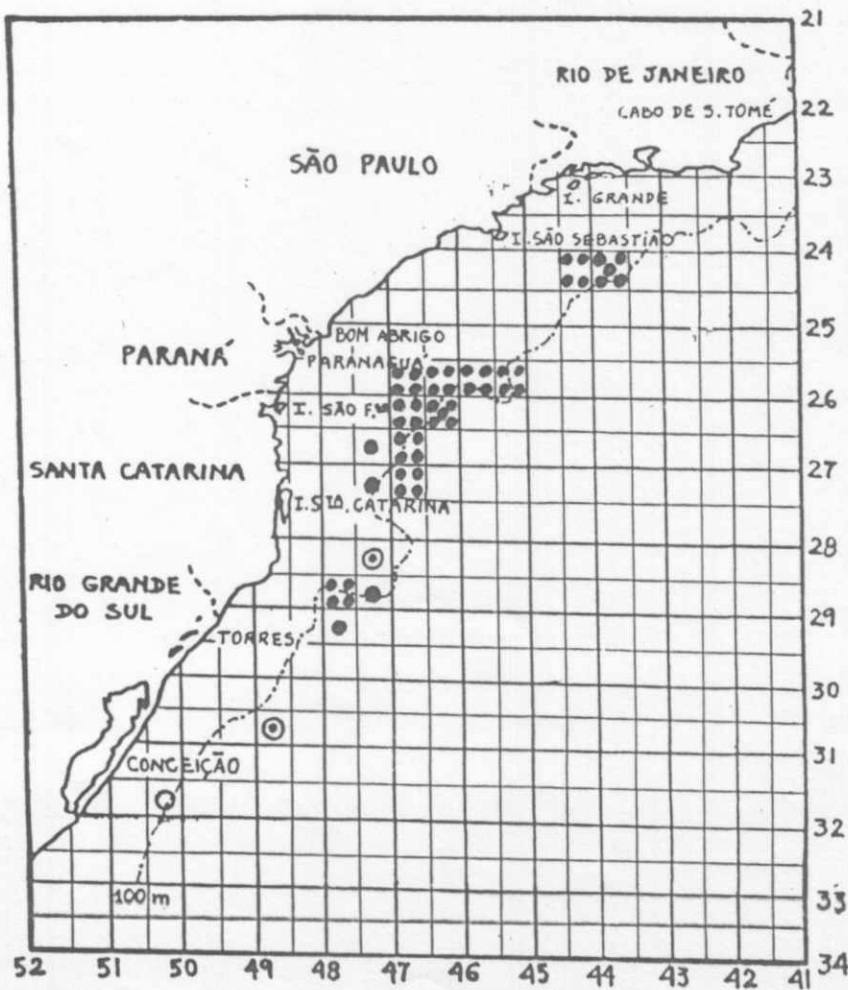 21
RIO DE JANEIRO
22
CABO DE S. TOMÉ
SÃO PAULO
23
I. GRANDE
I. SÃO SEBASTIÃO
24
25
BOM ABRIGO
PARANÁ
PARANAGUA
26
I. SÃO F.
27
SANTA CATARINA
I. STA. CATARINA
28
RIO GRANDE
DO SUL
29
TORRES
30
31
CONCEIÇÃO
32
100 m
33
34
52 51 50 49 48 47 46 45 44 43 42 41